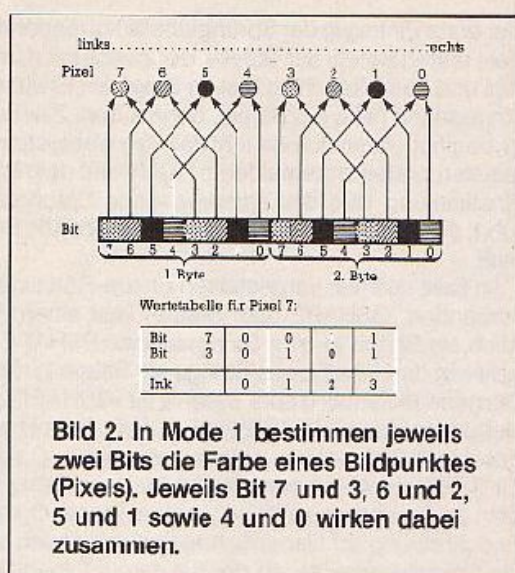 links.....................rechts
Pixel 7 6 5 4 3 2 1 0
Bit
7 6 5 4 3 2 0 7 6 5 4 3 2 1 0
1 Byte 2. Byte
Wertetabelle für Pixel 7:
Bit 7 0 0 1
Bit 3 0 1 0 1
Ink 0 1 2 3
Bild 2. In Mode 1 bestimmen jeweils
zwei Bits die Farbe eines Bildpunktes
(Pixels). Jeweils Bit 7 und 3, 6 und 2,
5 und 1 sowie 4 und 0 wirken dabei
zusammen.